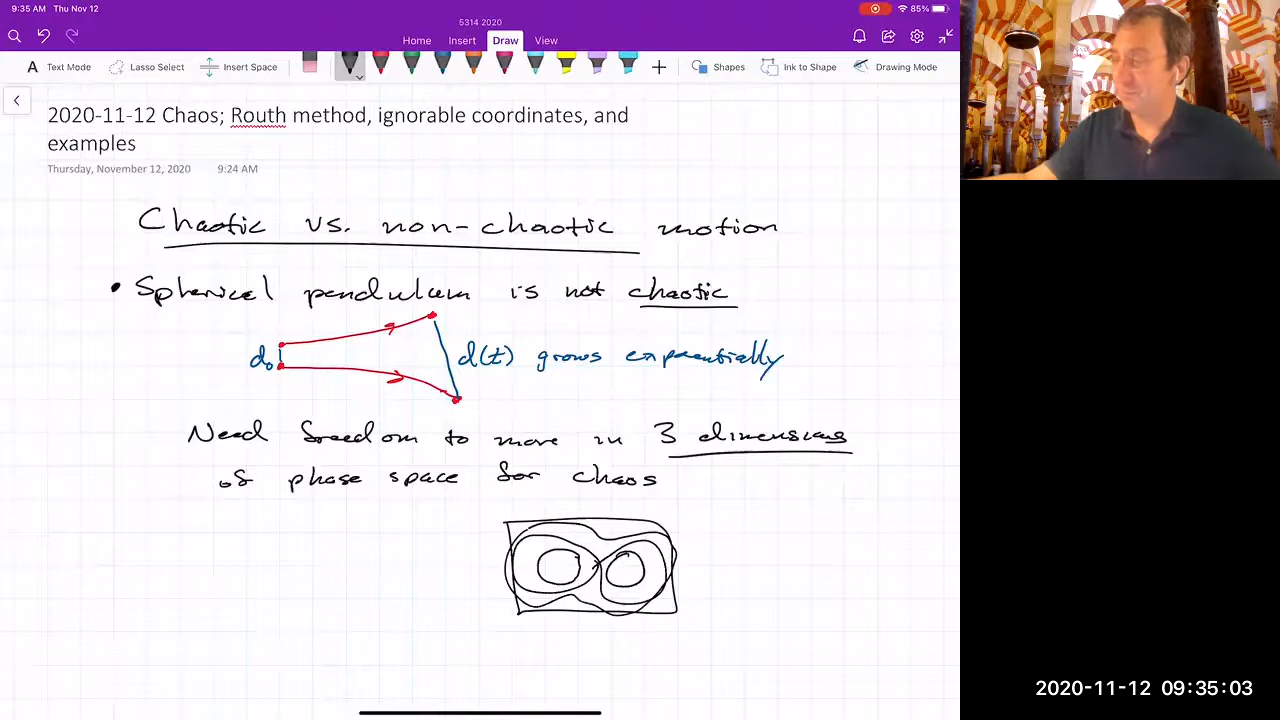 9:35 AM Thu Nov 12
85%
5314 2020
Home Insert Draw View
A Text Mode Lasso Select Insert Space Shapes Ink to Shape Drawing Mode
2020-11-12 Chaos; Routh method, ignorable coordinates, and
examples
Thursday, November 12, 2020 9:24 AM
Chaotic vs. non-chaotic motion
• Spherical pendulum is not chaotic
d₀ d(t) grows exponentially
Need freedom to move in 3 dimensions
of phase space for chaos
2020-11-12 09:35:03